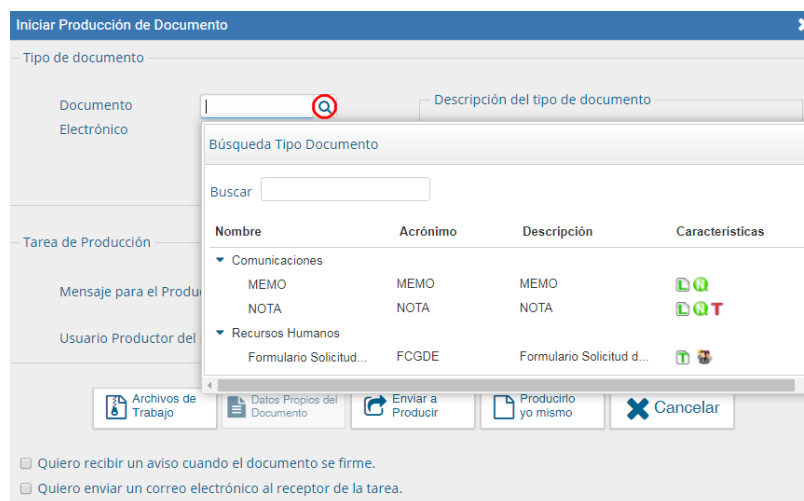 Iniciar Producción de Documento
Tipo de documento
Documento
Electrónico
Descripción del tipo de documento
Búsqueda Tipo Documento
Buscar
Nombre Acrónimo Descripción Características
Comunicaciones
MEMO MEMO MEMO
NOTA NOTA NOTA
Recursos Humanos
Formulario Solicitud... FCGDE Formulario Solicitud d...
Tarea de Producción
Mensaje para el Produ
Usuario Productor del
Archivos de
Trabajo
Datos Propios del
Documento
Enviar a
Producir
Producirlo
yo mismo
Cancelar
Quiero recibir un aviso cuando el documento se firme.
Quiero enviar un correo electrónico al receptor de la tarea.